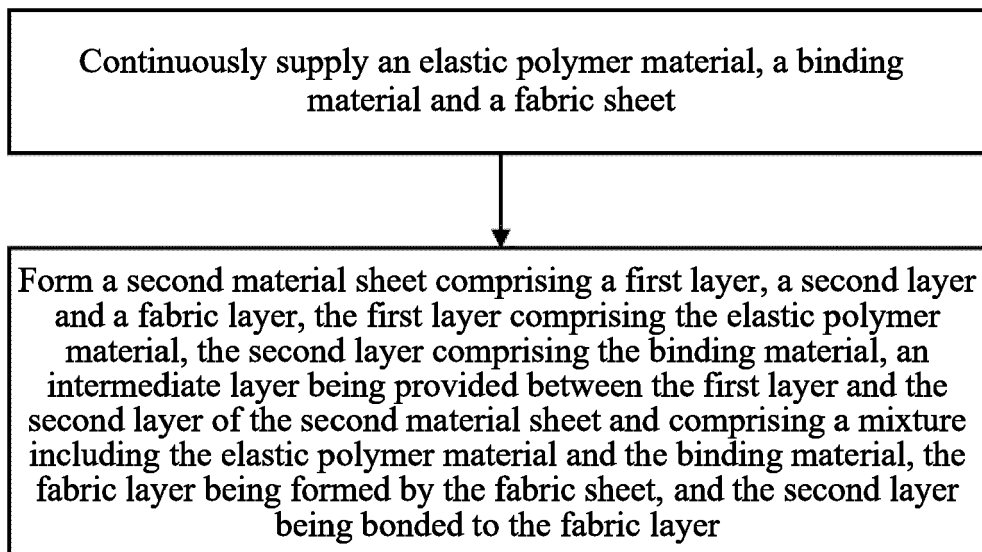 Continuously supply an elastic polymer material, a binding
material and a fabric sheet
Form a second material sheet comprising a first layer, a second layer
and a fabric layer, the first layer comprising the elastic polymer
material, the second layer comprising the binding material, an
intermediate layer being provided between the first layer and the
second layer of the second material sheet and comprising a mixture
including the elastic polymer material and the binding material, the
fabric layer being formed by the fabric sheet, and the second layer
being bonded to the fabric layer